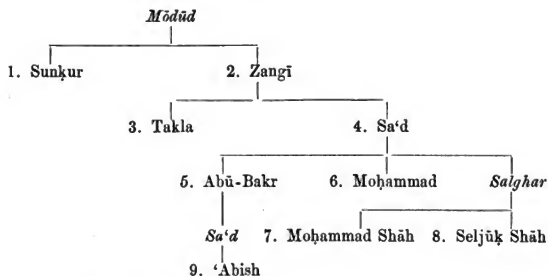 Mōdūd
1. Sunḳur 2. Zangī
3. Takla 4. Sa‘d
5. Abū-Bakr 6. Moḥammad Salghar
Sa‘d 7. Moḥammad Shāh 8. Seljūḳ Shāh
9. ‘Abish